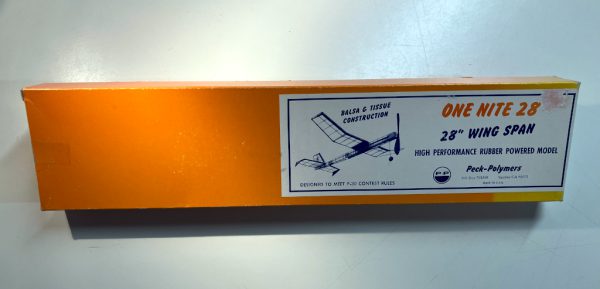 BALSA & TISSUE
CONSTRUCTION
DESIGNED TO MEET P-30 CONTEST RULES
ONE NITE 28
28" WING SPAN
HIGH PERFORMANCE RUBBER POWERED MODEL
PP
Peck-Polymers